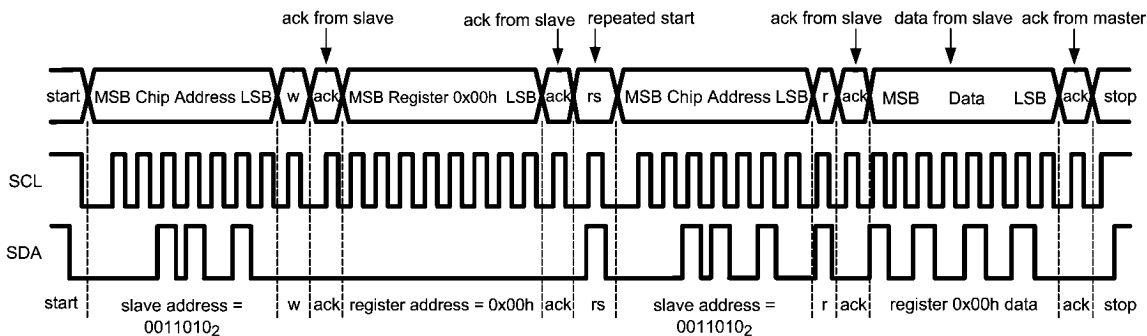 ack from slave
ack from slave
repeated start
ack from slave
data from slave
ack from master
start
MSB Chip Address LSB
w
ack
MSB Register 0x00h LSB
ack
rs
MSB Chip Address LSB
r
ack
MSB Data LSB
ack
stop
SCL
SDA
start
slave address =
0011010₂
w
ack
register address = 0x00h
ack
rs
slave address =
0011010₂
r
ack
register 0x00h data
ack
stop